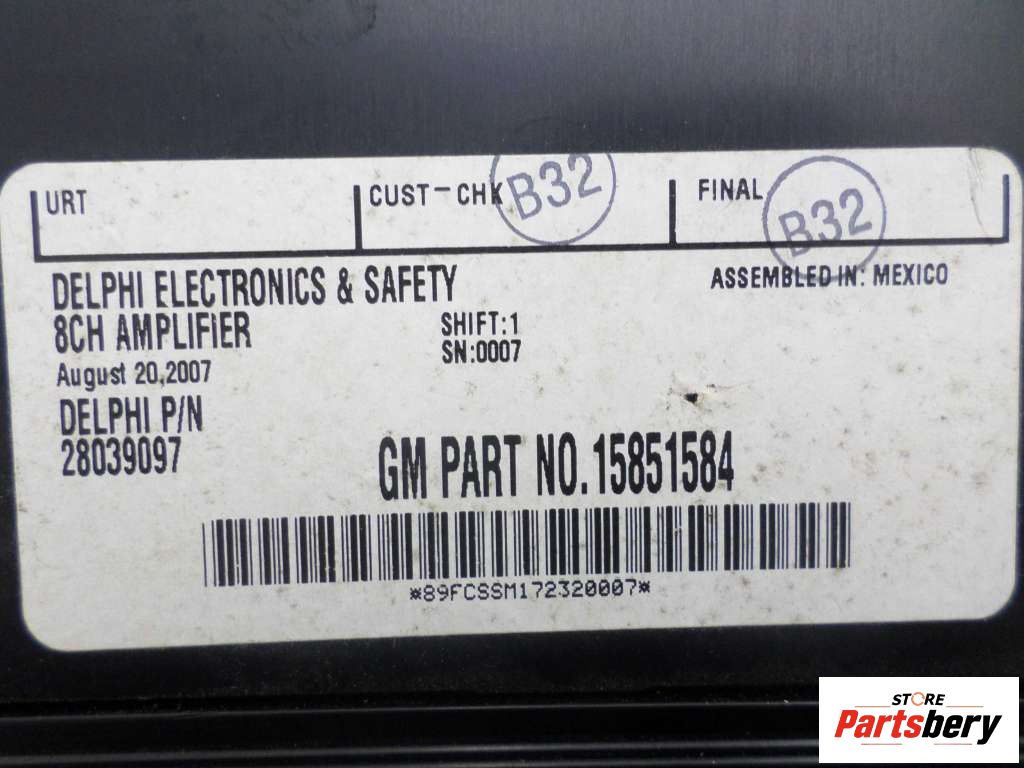 URT CUST-CHK B32 FINAL B32
DELPHI ELECTRONICS & SAFETY ASSEMBLED IN: MEXICO
8CH AMPLIFIER SHIFT:1
SN:0007
August 20,2007
DELPHI P/N
28039097
GM PART NO.15851584
*89FCSSM172320007*
STORE
Partsbery